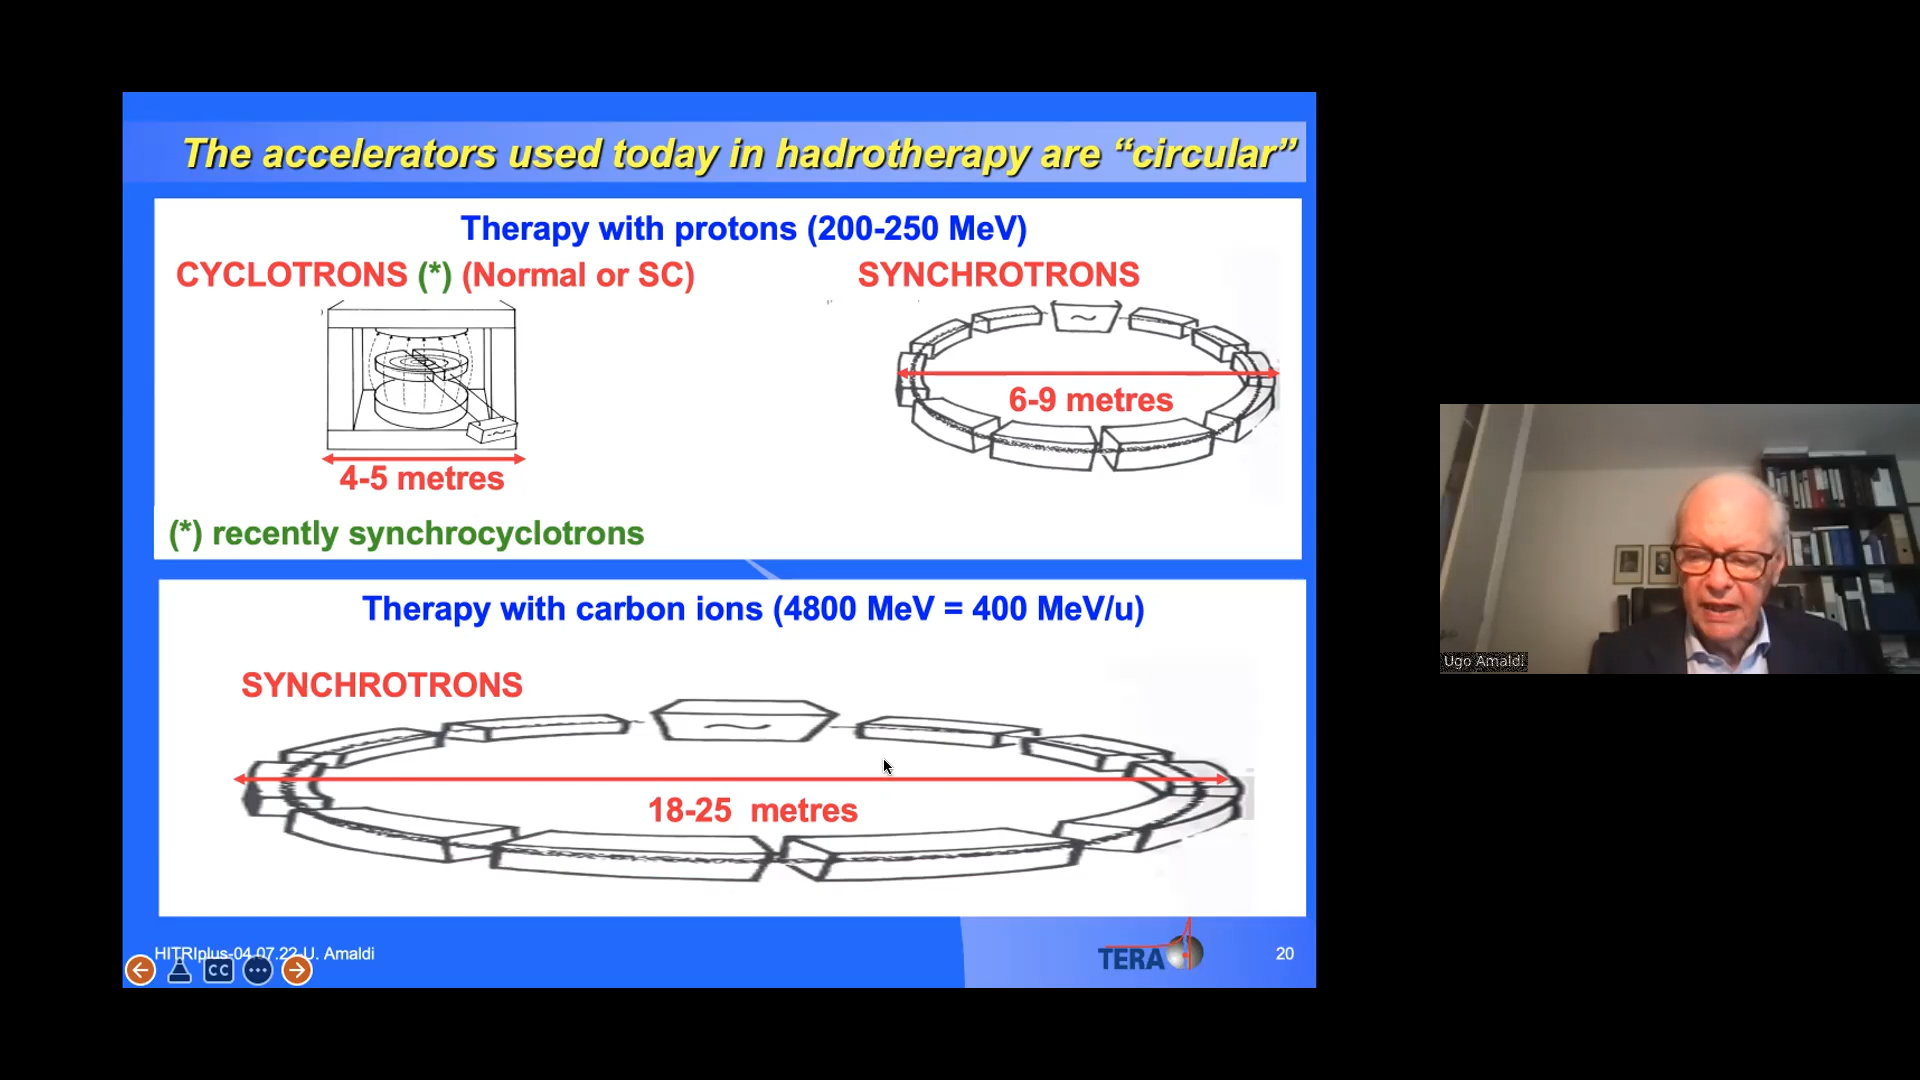 The accelerators used today in hadrotherapy are “circular”
Therapy with protons (200-250 MeV)
CYCLOTRONS (*) (Normal or SC)
SYNCHROTRONS
6-9 metres
4-5 metres
(*) recently synchrocyclotrons
Therapy with carbon ions (4800 MeV = 400 MeV/u)
SYNCHROTRONS
18-25 metres
HITRIplus-04.07.22-U. Amaldi
TERA
20
CC
Ugo Amaldi